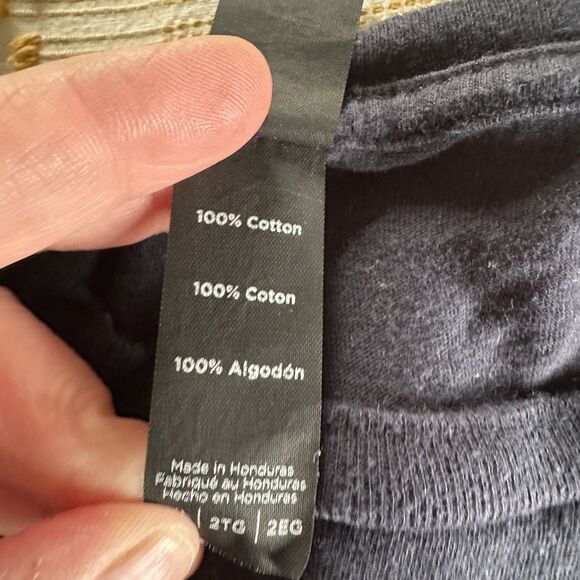 100% Cotton
100% Coton
100% Algodón
Made in Honduras
Fabriqué au Honduras
Hecho en Honduras
| 2TG | 2EG